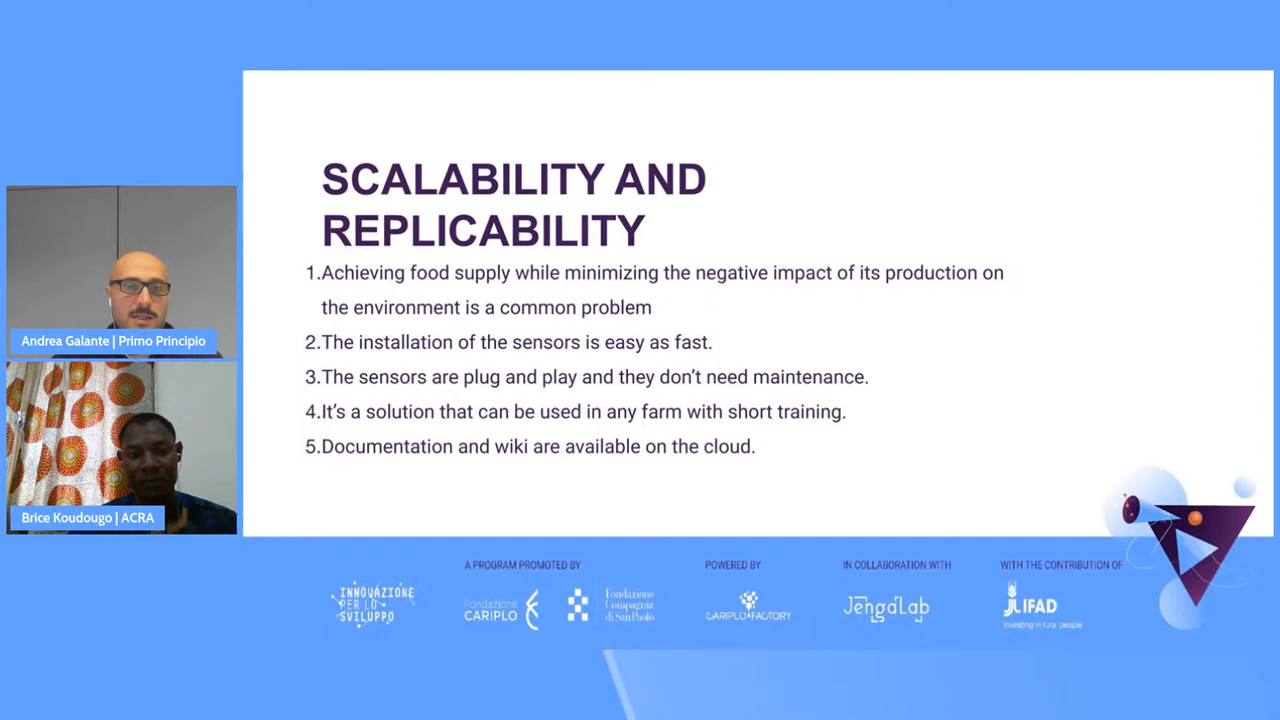 SCALABILITY AND
REPLICABILITY
1.Achieving food supply while minimizing the negative impact of its production on
the environment is a common problem
2.The installation of the sensors is easy as fast.
3.The sensors are plug and play and they don't need maintenance.
4.It's a solution that can be used in any farm with short training.
5.Documentation and wiki are available on the cloud.
Andrea Galante | Primo Principio
Brice Koudougo | ACRA
INNOVAZIONE
PER LO
SVILUPPO
A PROGRAM PROMOTED BY
Fondazione
CARIPLO
Fondazione
Compagnia
di San Paolo
POWERED BY
CARIPLO FACTORY
IN COLLABORATION WITH
JengaLab
WITH THE CONTRIBUTION OF
JL IFAD
Investing in rural people